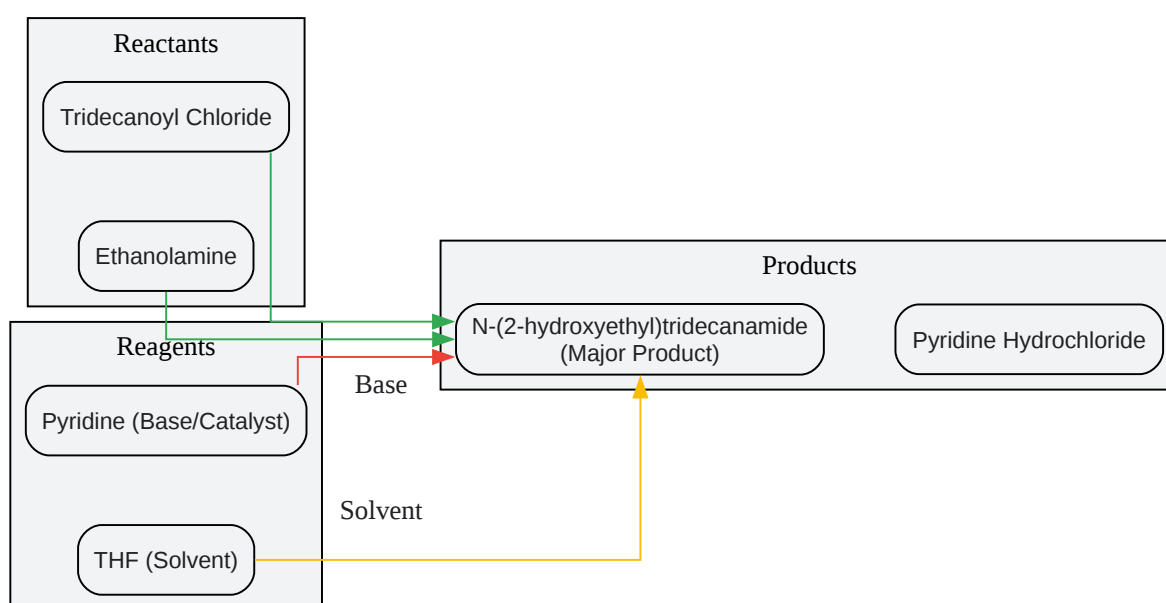 Reactants
Tridecanoyl Chloride
Ethanolamine
Reagents
Pyridine (Base/Catalyst)
THF (Solvent)
Base
Solvent
Products
N-(2-hydroxyethyl)tridecanamide
(Major Product)
Pyridine Hydrochloride